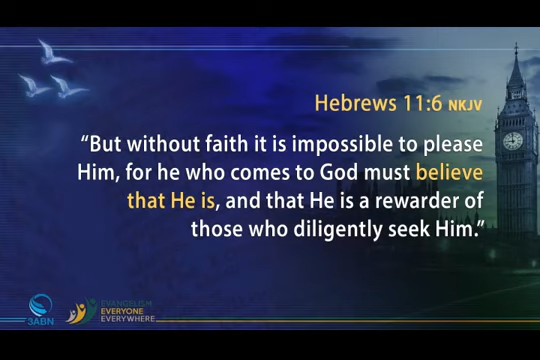 Hebrews 11:6 NKJV
“But without faith it is impossible to please
Him, for he who comes to God must believe
that He is, and that He is a rewarder of
those who diligently seek Him.”
3ABN
EVANGELISM
EVERYONE
EVERYWHERE